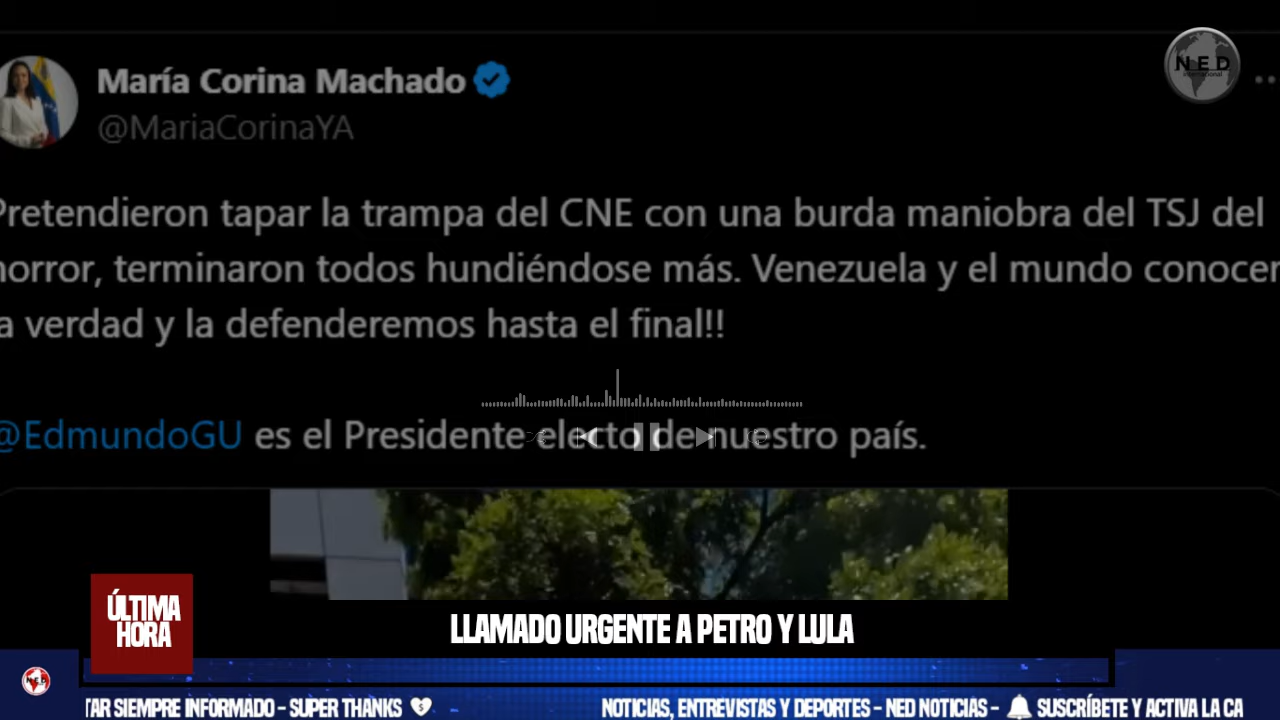 María Corina Machado
NED
international
@MariaCorinaYA
Pretendieron tapar la trampa del CNE con una burda maniobra del TSJ del
horror, terminaron todos hundiéndose más. Venezuela y el mundo conocen
la verdad y la defenderemos hasta el final!!
@EdmundoGU es el Presidente electo de nuestro país.
ÚLTIMA
HORA
LLAMADO URGENTE A PETRO Y LULA
NED
TAR SIEMPRE INFORMADO - SUPER THANKS
NOTICIAS, ENTREVISTAS Y DEPORTES - NED NOTICIAS - SUSCRÍBETE Y ACTIVA LA CA